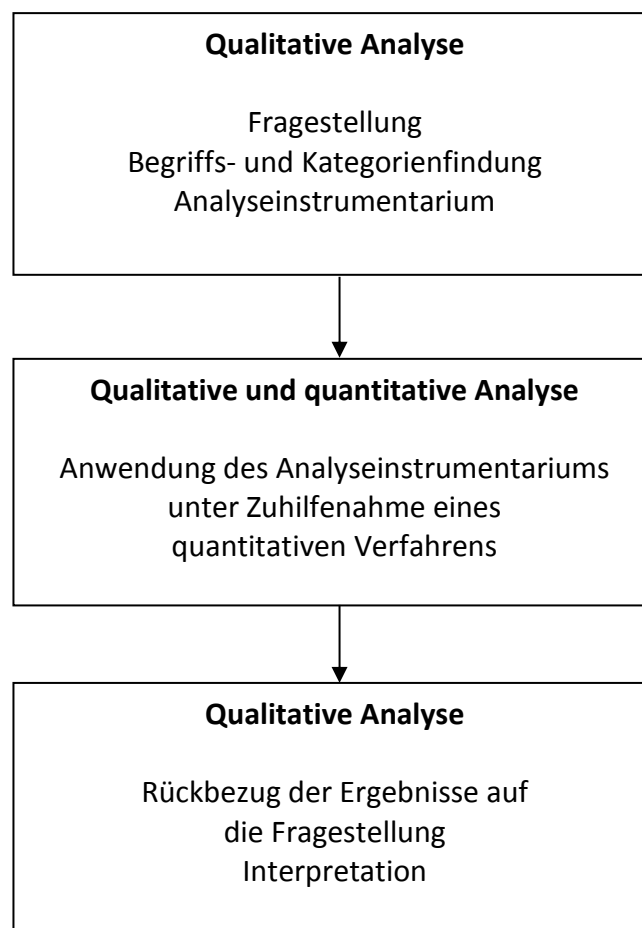 Qualitative Analyse
Fragestellung
Begriffs- und Kategorienfindung
Analyseinstrumentarium
Qualitative und quantitative Analyse
Anwendung des Analyseinstrumentariums
unter Zuhilfenahme eines
quantitativen Verfahrens
Qualitative Analyse
Rückbezug der Ergebnisse auf
die Fragestellung
Interpretation